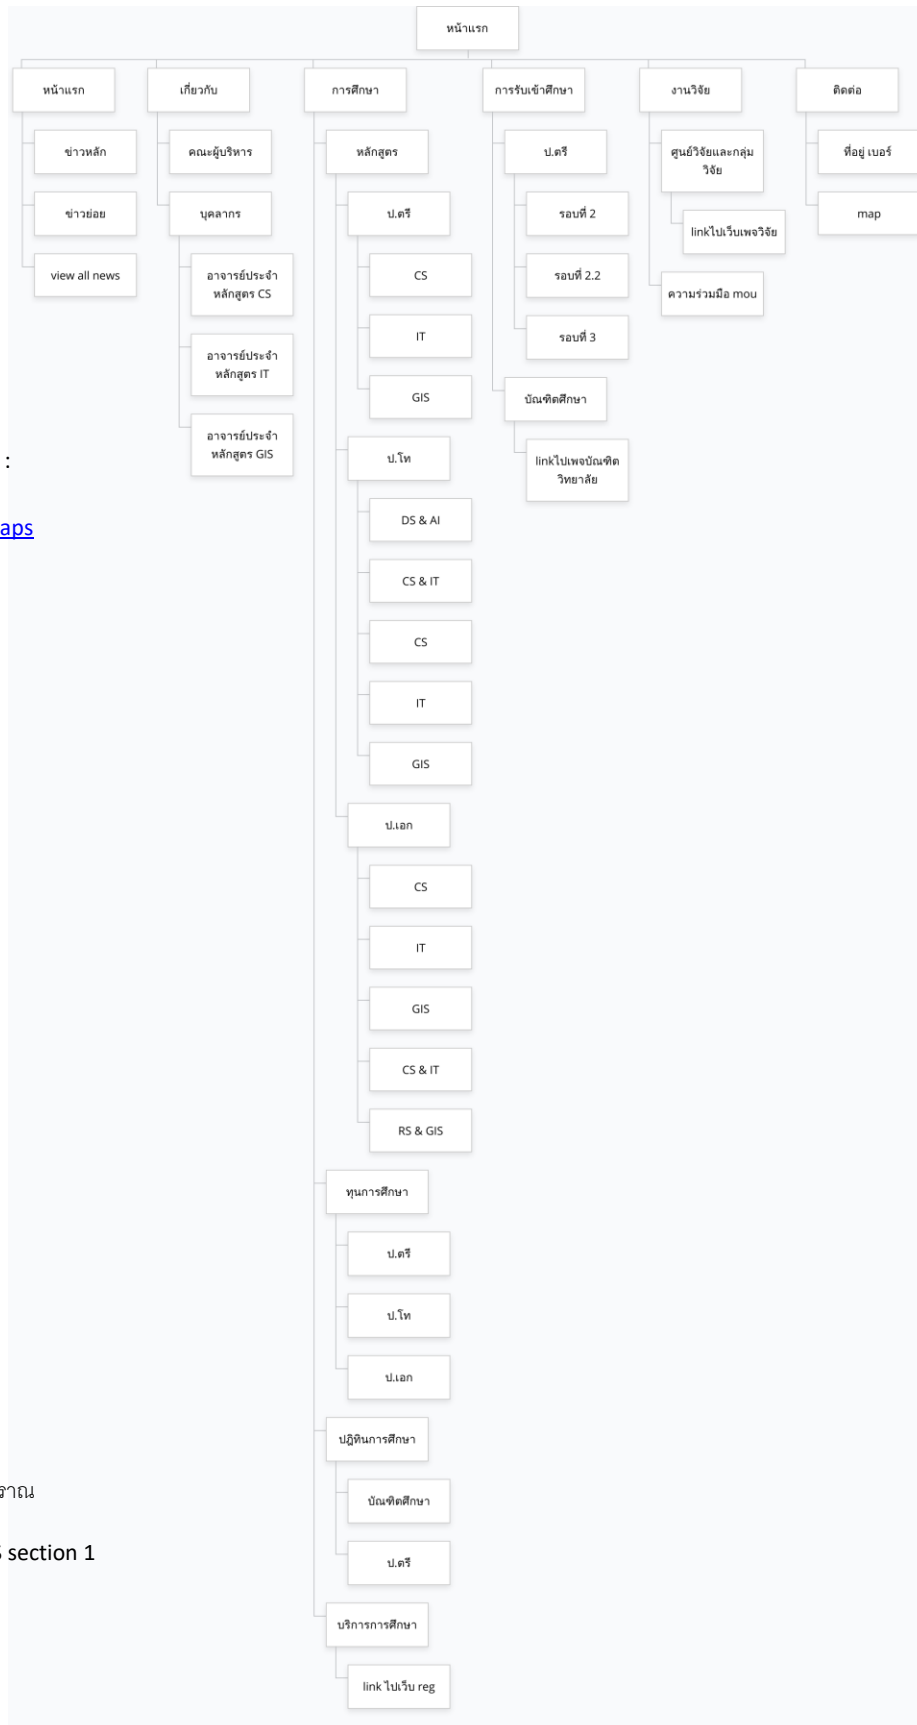 หน้าแรก
หน้าแรก
เกี่ยวกับ
การศึกษา
การรับเข้าศึกษา
งานวิจัย
ติดต่อ
ข่าวหลัก
ข่าวย่อย
view all news
คณะผู้บริหาร
บุคลากร
อาจารย์ประจำ
หลักสูตร CS
อาจารย์ประจำ
หลักสูตร IT
อาจารย์ประจำ
หลักสูตร GIS
หลักสูตร
ป.ตรี
CS
IT
GIS
ป.โท
DS & AI
CS & IT
CS
IT
GIS
ป.เอก
CS
IT
GIS
CS & IT
RS & GIS
ทุนการศึกษา
ป.ตรี
ป.โท
ป.เอก
ปฎิทินการศึกษา
บัณฑิตศึกษา
ป.ตรี
บริการการศึกษา
link ไปเว็บ reg
ป.ตรี
รอบที่ 2
รอบที่ 2.2
รอบที่ 3
บัณฑิตศึกษา
linkไปเพจบัณฑิต
วิทยาลัย
ศูนย์วิจัยและกลุ่ม
วิจัย
linkไปเว็บเพจวิจัย
ความร่วมมือ mou
ที่อยู่ เบอร์
map
:
aps
ราณ
section 1